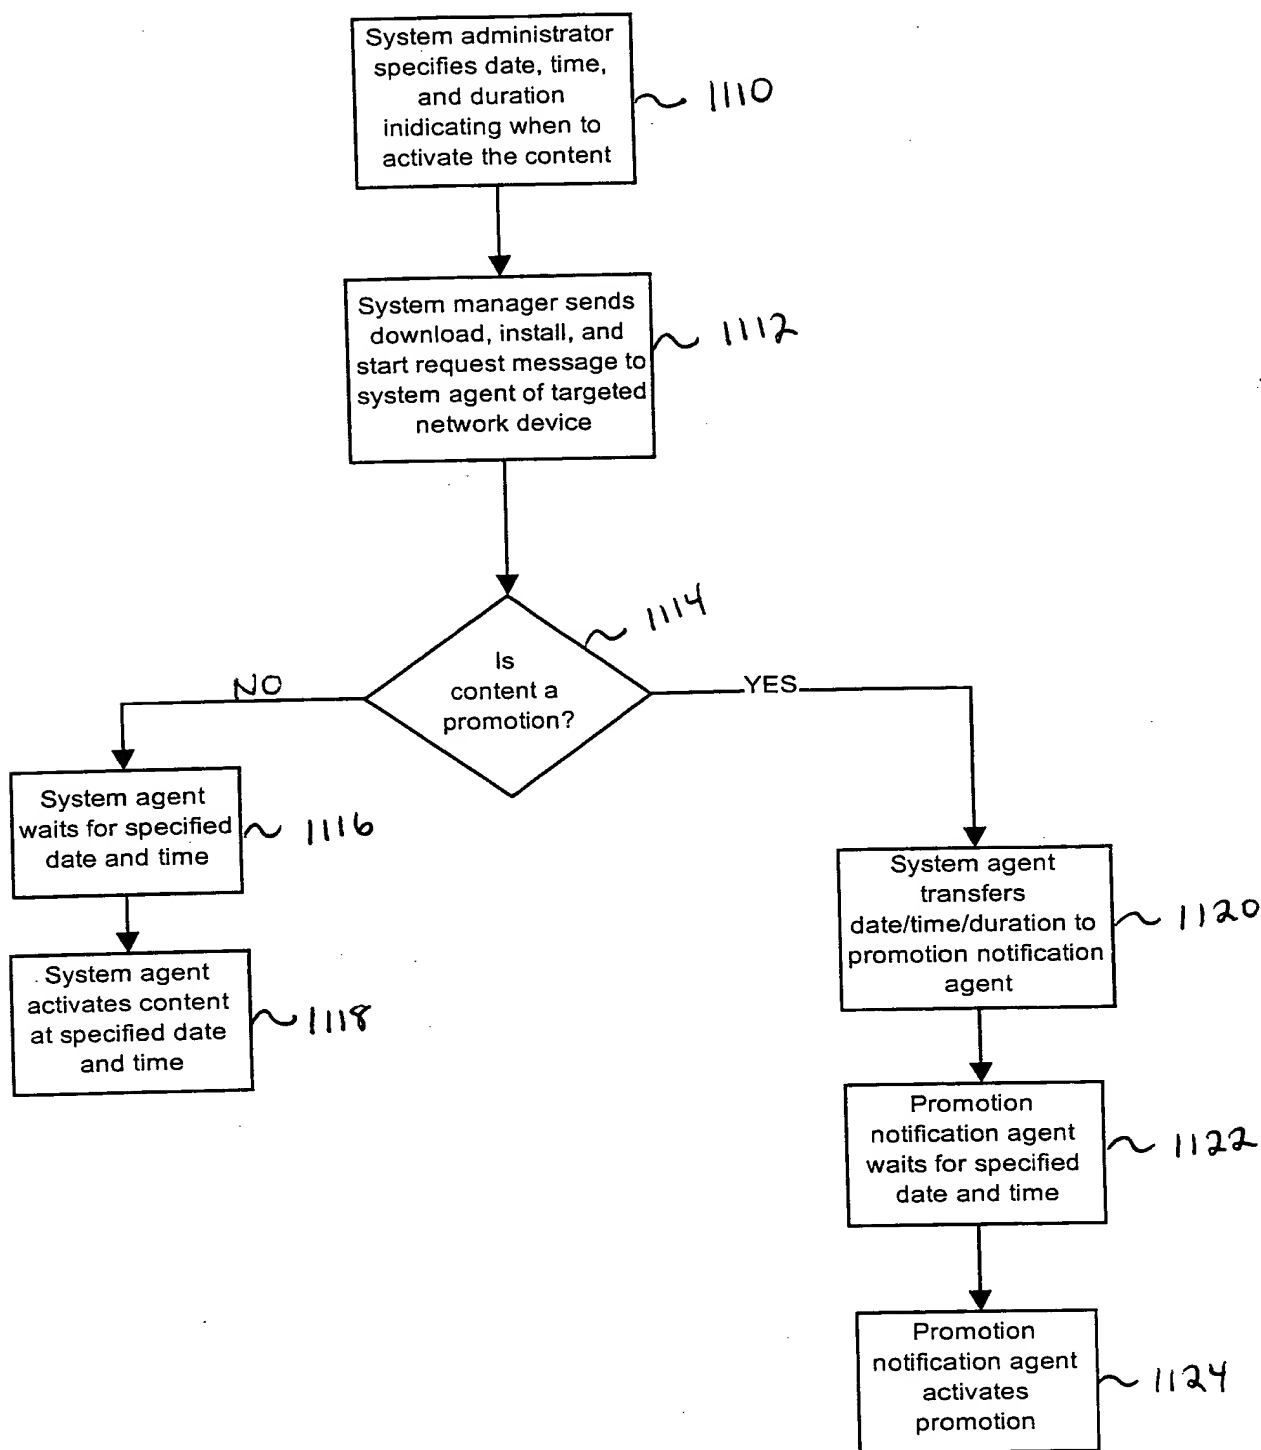 System administrator
specifies date, time,
and duration
inidicating when to
activate the content
1110
System manager sends
download, install, and
start request message to
system agent of targeted
network device
1112
Is
content a
promotion?
1114
NO
YES
System agent
waits for specified
date and time
1116
System agent
activates content
at specified date
and time
1118
System agent
transfers
date/time/duration to
promotion notification
agent
1120
Promotion
notification agent
waits for specified
date and time
1122
Promotion
notification agent
activates
promotion
1124